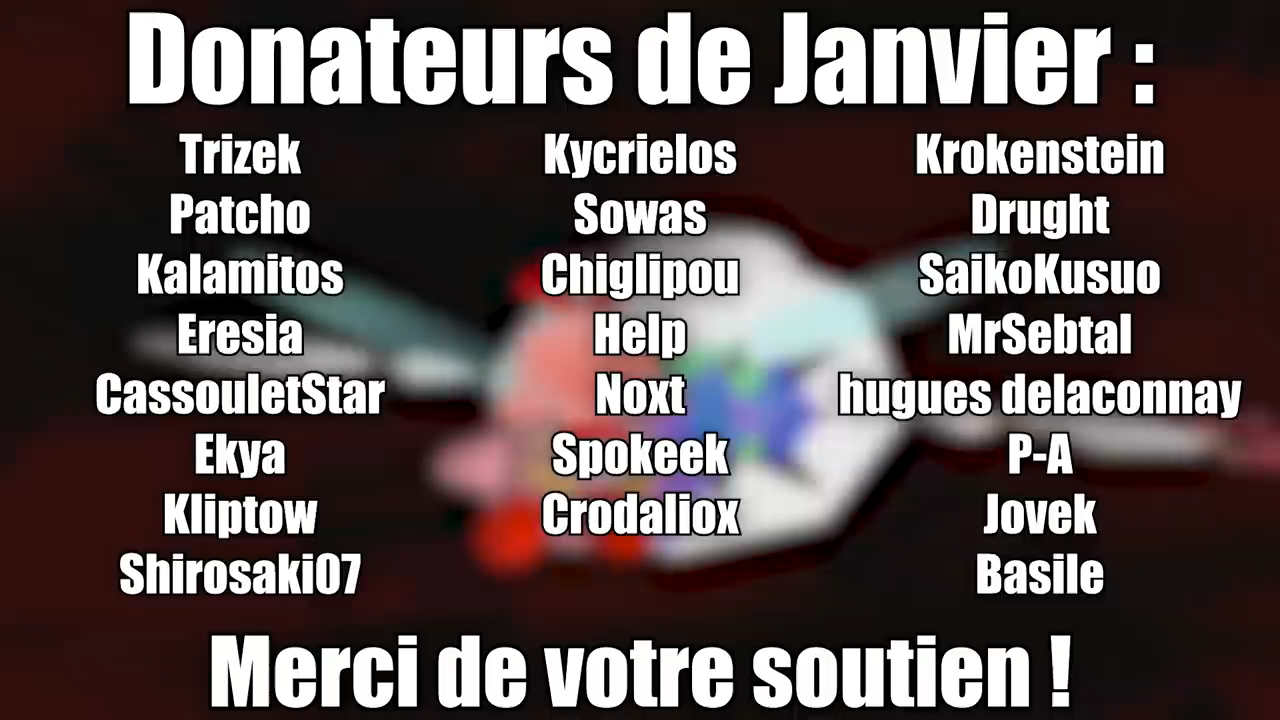 Donateurs de Janvier :
Trizek
Patcho
Kalamitos
Eresia
CassouletStar
Ekya
Kliptow
Shirosaki07
Kycrielos
Sowas
Chiglipou
Help
Noxt
Spokeek
Crodaliox
Krokenstein
Drught
SaikoKusuo
MrSebtal
hugues delaconnay
P-A
Jovek
Basile
Merci de votre soutien !